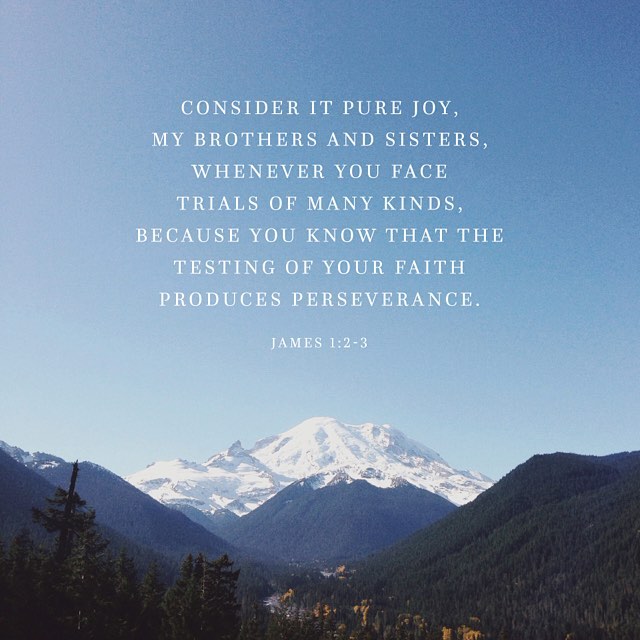 CONSIDER IT PURE JOY,
MY BROTHERS AND SISTERS,
WHENEVER YOU FACE
TRIALS OF MANY KINDS,
BECAUSE YOU KNOW THAT THE
TESTING OF YOUR FAITH
PRODUCES PERSEVERANCE.
JAMES 1:2-3